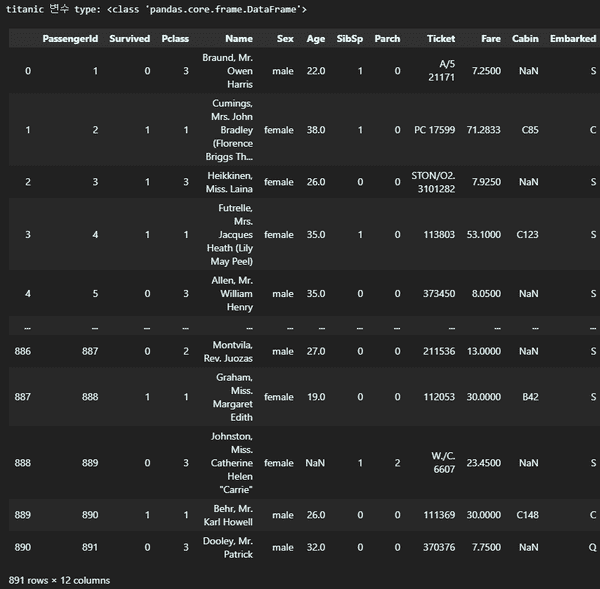 titanic 변수 type: <class 'pandas.core.frame.DataFrame'>
PassengerId Survived Pclass Name Sex Age SibSp Parch Ticket Fare Cabin Embarked
0 1 0 3 Braund, Mr. Owen Harris male 22.0 1 0 A/5 21171 7.2500 NaN S
1 2 1 1 Cumings, Mrs. John Bradley (Florence Briggs Th... female 38.0 1 0 PC 17599 71.2833 C85 C
2 3 1 3 Heikkinen, Miss. Laina female 26.0 0 0 STON/O2. 3101282 7.9250 NaN S
3 4 1 1 Futrelle, Mrs. Jacques Heath (Lily May Peel) female 35.0 1 0 113803 53.1000 C123 S
4 5 0 3 Allen, Mr. William Henry male 35.0 0 0 373450 8.0500 NaN S
... ... ... ... ... ... ... ... ... ... ... ... ...
886 887 0 2 Montvila, Rev. Juozas male 27.0 0 0 211536 13.0000 NaN S
887 888 1 1 Graham, Miss. Margaret Edith female 19.0 0 0 112053 30.0000 B42 S
888 889 0 3 Johnston, Miss. Catherine Helen "Carrie" female NaN 1 2 W./C. 6607 23.4500 NaN S
889 890 1 1 Behr, Mr. Karl Howell male 26.0 0 0 111369 30.0000 C148 C
890 891 0 3 Dooley, Mr. Patrick male 32.0 0 0 370376 7.7500 NaN Q
891 rows × 12 columns